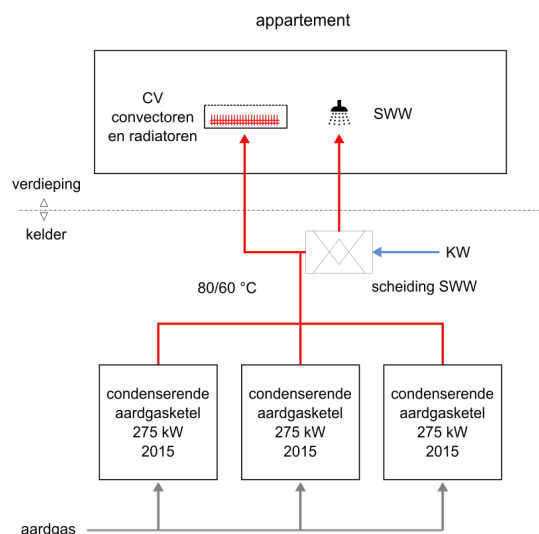 appartement
CV
convectoren
en radiatoren
SWW
verdieping
kelder
KW
80/60 °C
scheiding SWW
condenserende
aardgasketel
275 kW
2015
condenserende
aardgasketel
275 kW
2015
condenserende
aardgasketel
275 kW
2015
aardgas